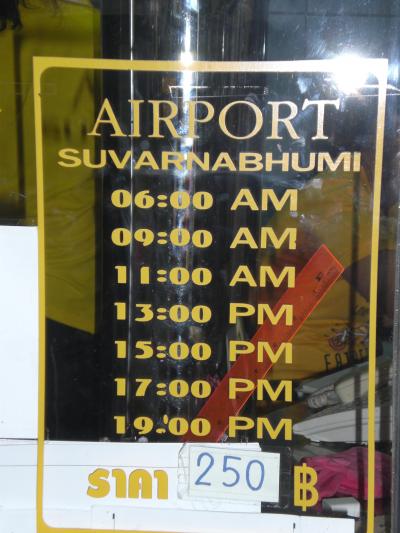 AIRPORT
SUVARNABHUMI
06:00 AM
09:00 AM
11:00 AM
13:00 PM
15:00 PM
17:00 PM
19:00 PM
ราคา 250 ฿